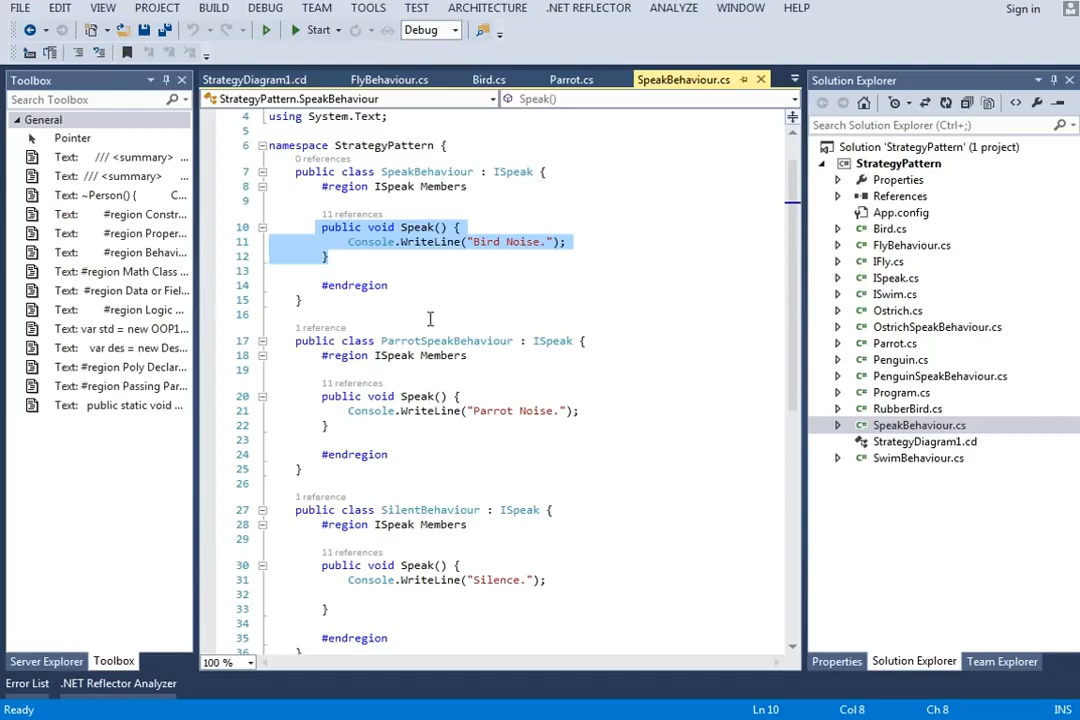 FILE EDIT VIEW PROJECT BUILD DEBUG TEAM TOOLS TEST ARCHITECTURE .NET REFLECTOR ANALYZE WINDOW HELP Sign in
Start Debug
Toolbox
Search Toolbox
General
Pointer
Text: /// <summary> ...
Text: /// <summary> ...
Text: ~Person() { C...
Text: #region Constr...
Text: #region Proper...
Text: #region Behavi...
Text: #region Math Class ...
Text: #region Data or Fiel...
Text: #region Logic ...
Text: var std = new OOP1...
Text: var des = new Des...
Text: #region Poly Declar...
Text: #region Passing Par...
Text: public static void ...
Server Explorer Toolbox
StrategyDiagram1.cd FlyBehaviour.cs Bird.cs Parrot.cs SpeakBehaviour.cs
StrategyPattern.SpeakBehaviour Speak()
4 using System.Text;
5
6 namespace StrategyPattern {
0 references
7 public class SpeakBehaviour : ISpeak {
8 #region ISpeak Members
9
11 references
10 public void Speak() {
11 Console.WriteLine("Bird Noise.");
12 }
13
14 #endregion
15 }
16
1 reference
17 public class ParrotSpeakBehaviour : ISpeak {
18 #region ISpeak Members
19
11 references
20 public void Speak() {
21 Console.WriteLine("Parrot Noise.");
22 }
23
24 #endregion
25 }
26
1 reference
27 public class SilentBehaviour : ISpeak {
28 #region ISpeak Members
29
11 references
30 public void Speak() {
31 Console.WriteLine("Silence.");
32
33 }
34
35 #endregion
36 }
100 %
Solution Explorer
Search Solution Explorer (Ctrl+;)
Solution 'StrategyPattern' (1 project)
StrategyPattern
Properties
References
App.config
Bird.cs
FlyBehaviour.cs
IFly.cs
ISpeak.cs
ISwim.cs
Ostrich.cs
OstrichSpeakBehaviour.cs
Parrot.cs
Penguin.cs
PenguinSpeakBehaviour.cs
Program.cs
RubberBird.cs
SpeakBehaviour.cs
StrategyDiagram1.cd
SwimBehaviour.cs
Properties Solution Explorer Team Explorer
Error List .NET Reflector Analyzer
Ready Ln 10 Col 8 Ch 8 INS